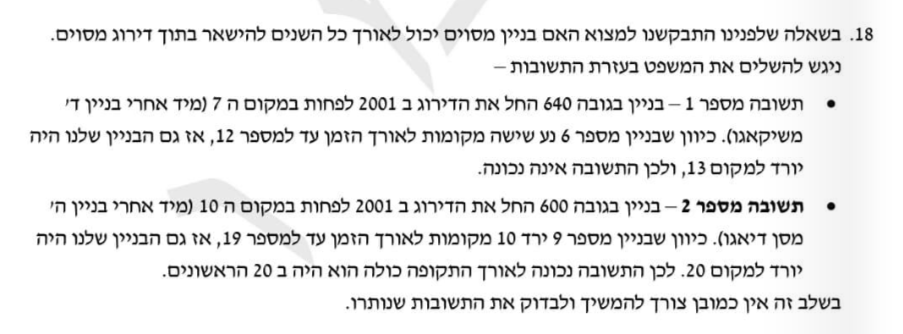 18. בשאלה שלפנינו התבקשנו למצוא האם בניין מסוים יכול לאורך כל השנים להישאר בתוך דירוג מסוים.
ניגש להשלים את המשפט בעזרת התשובות –
• תשובה מספר 1 – בניין בגובה 640 החל את הדירוג ב 2001 לפחות במקום ה 7 (מיד אחרי בניין ד'
משיקאגו). כיוון שבניין מספר 6 נע שישה מקומות לאורך הזמן עד למספר 12, אז גם הבניין שלנו היה
יורד למקום 13, ולכן התשובה אינה נכונה.
• תשובה מספר 2 – בניין בגובה 600 החל את הדירוג ב 2001 לפחות במקום ה 10 (מיד אחרי בניין ה'
מסן דיאגו). כיוון שבניין מספר 9 ירד 10 מקומות לאורך הזמן עד למספר 19, אז גם הבניין שלנו היה
יורד למקום 20. לכן התשובה נכונה לאורך התקופה כולה הוא היה ב 20 הראשונים.
בשלב זה אין כמובן צורך להמשיך ולבדוק את התשובות שנותרו.